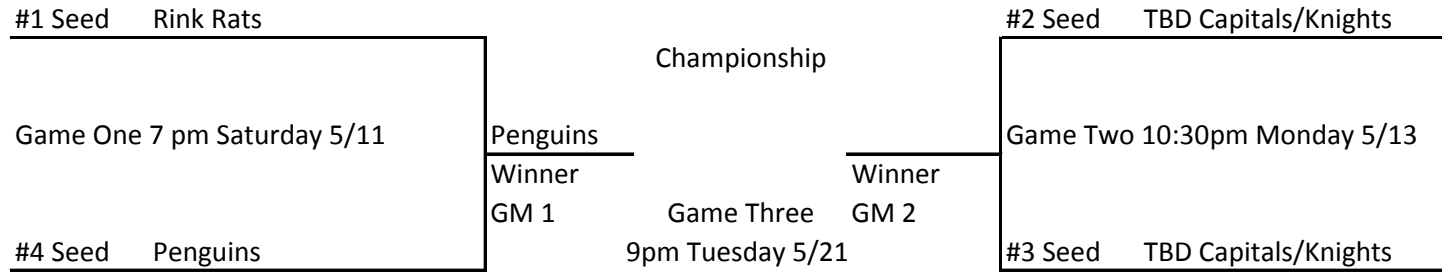 #1 Seed Rink Rats #2 Seed TBD Capitals/Knights
Championship
Game One 7 pm Saturday 5/11 Penguins Game Two 10:30pm Monday 5/13
Winner Winner
GM 1 Game Three GM 2
#4 Seed Penguins 9pm Tuesday 5/21 #3 Seed TBD Capitals/Knights